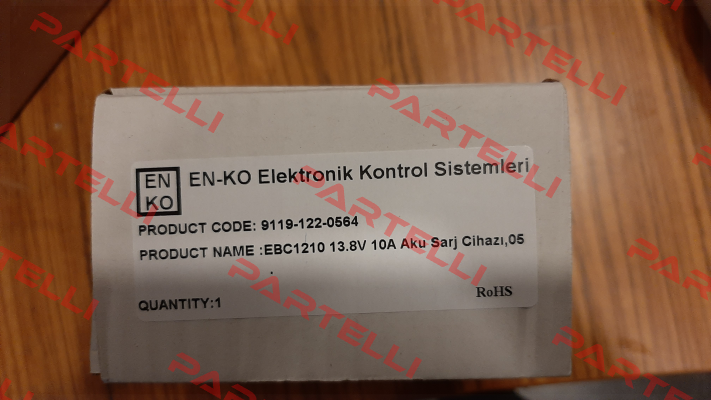 EN
KO
EN-KO Elektronik Kontrol Sistemleri
PRODUCT CODE: 9119-122-0564
PRODUCT NAME :EBC1210 13.8V 10A Aku Sarj Cihazı,05
QUANTITY:1
RoHS
PARTELLI
PARTELLI
PARTELLI
PARTELLI
PARTELLI
PARTELLI
PARTELLI